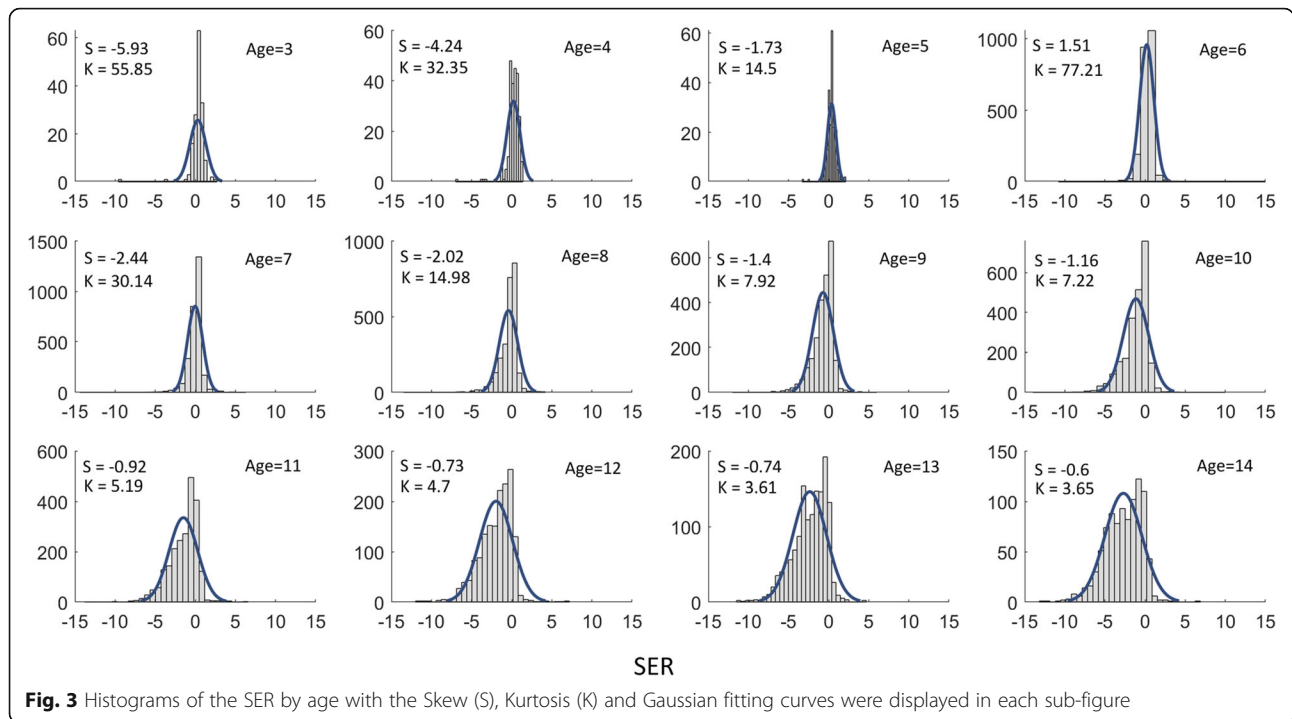 S = -5.93
K = 55.85
Age=3
60
40
20
0
-15 -10 -5 0 5 10 15
S = -4.24
K = 32.35
Age=4
60
40
20
0
-15 -10 -5 0 5 10 15
S = -1.73
K = 14.5
Age=5
60
40
20
0
-15 -10 -5 0 5 10 15
S = 1.51
K = 77.21
Age=6
1000
500
0
-15 -10 -5 0 5 10 15
S = -2.44
K = 30.14
Age=7
1500
1000
500
0
-15 -10 -5 0 5 10 15
S = -2.02
K = 14.98
Age=8
1000
500
0
-15 -10 -5 0 5 10 15
S = -1.4
K = 7.92
Age=9
600
400
200
0
-15 -10 -5 0 5 10 15
S = -1.16
K = 7.22
Age=10
600
400
200
0
-15 -10 -5 0 5 10 15
S = -0.92
K = 5.19
Age=11
600
400
200
0
-15 -10 -5 0 5 10 15
S = -0.73
K = 4.7
Age=12
300
200
100
0
-15 -10 -5 0 5 10 15
S = -0.74
K = 3.61
Age=13
200
100
0
-15 -10 -5 0 5 10 15
S = -0.6
K = 3.65
Age=14
150
100
50
0
-15 -10 -5 0 5 10 15
SER
Fig. 3 Histograms of the SER by age with the Skew (S), Kurtosis (K) and Gaussian fitting curves were displayed in each sub-figure